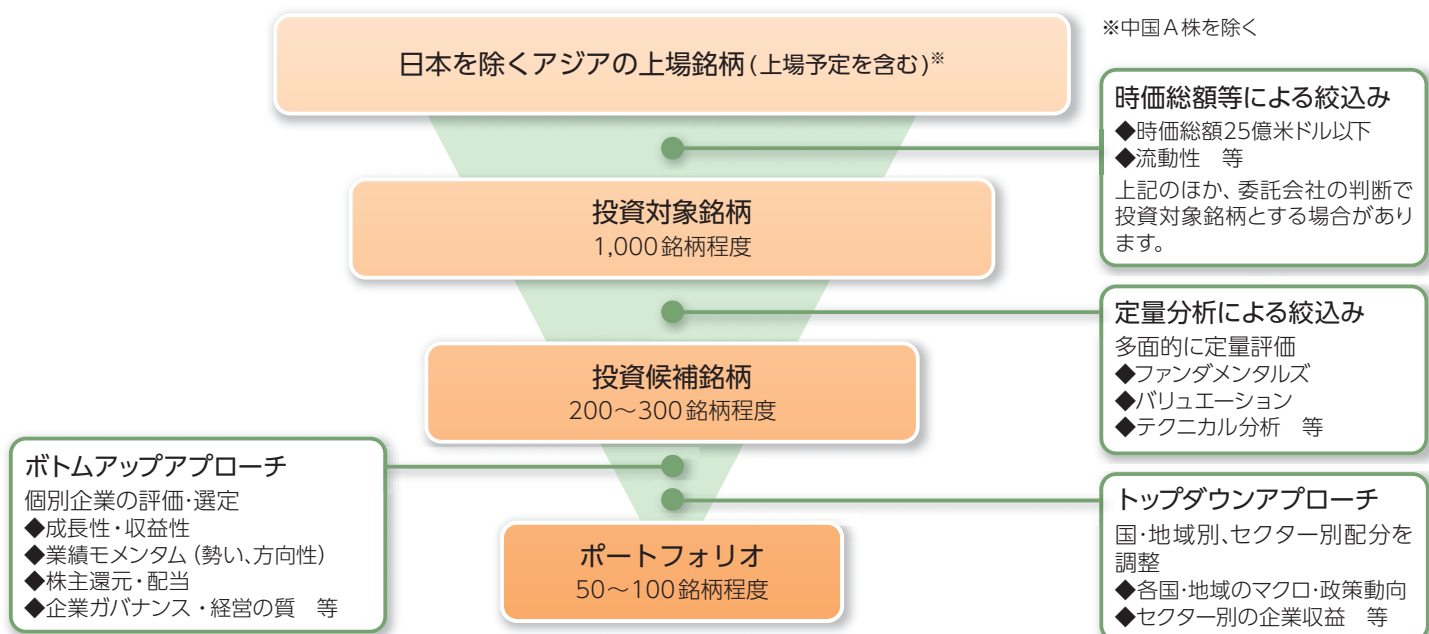 日本を除くアジアの上場銘柄(上場予定を含む)※
※中国A株を除く
時価総額等による絞込み
◆時価総額25億米ドル以下
◆流動性　等
上記のほか、委託会社の判断で
投資対象銘柄とする場合があり
ます。
投資対象銘柄
1,000銘柄程度
定量分析による絞込み
多面的に定量評価
◆ファンダメンタルズ
◆バリュエーション
◆テクニカル分析　等
投資候補銘柄
200～300銘柄程度
ボトムアップアプローチ
個別企業の評価・選定
◆成長性・収益性
◆業績モメンタム（勢い、方向性）
◆株主還元・配当
◆企業ガバナンス・経営の質　等
トップダウンアプローチ
国・地域別、セクター別配分を
調整
◆各国・地域のマクロ・政策動向
◆セクター別の企業収益　等
ポートフォリオ
50～100銘柄程度